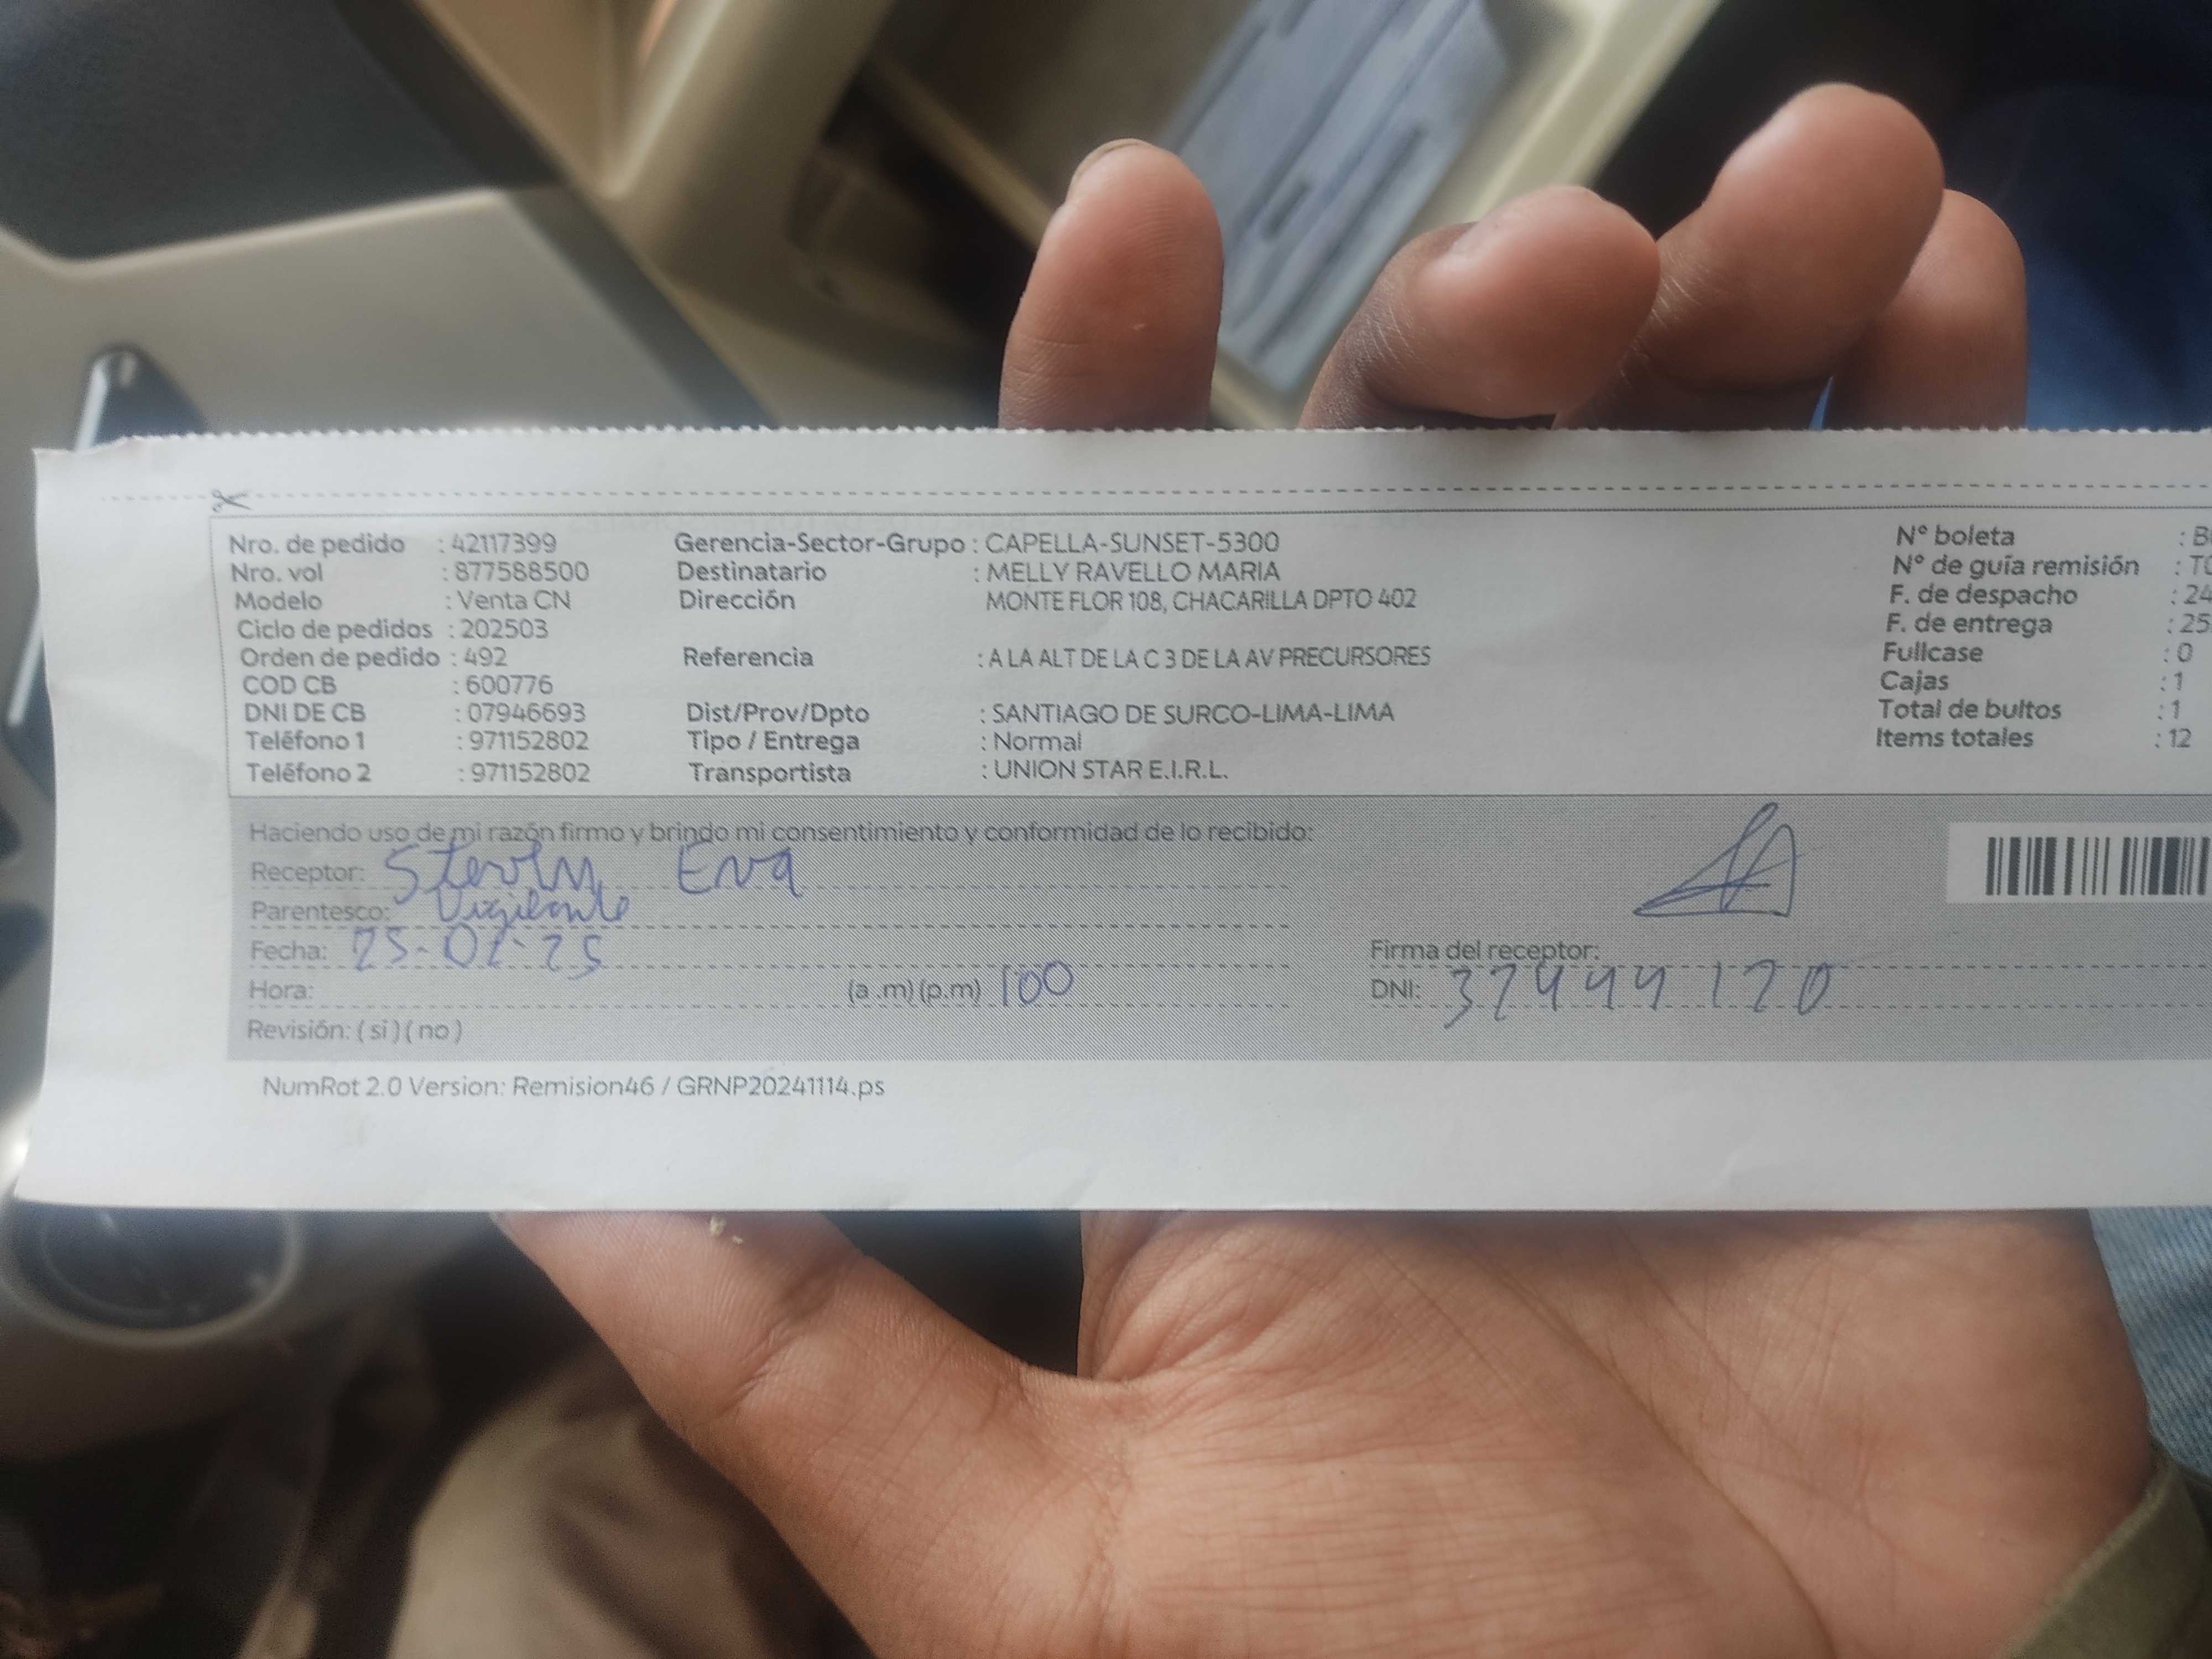 Nro. de pedido : 42117399 Gerencia-Sector-Grupo : CAPELLA-SUNSET-5300 N° boleta : B
Nro. vol : 877588500 Destinatario : MELLY RAVELLO MARIA N° de guía remisión : T
Modelo : Venta CN Dirección MONTE FLOR 108, CHACARILLA DPTO 402 F. de despacho : 24
Ciclo de pedidos : 202503 F. de entrega : 25
Orden de pedido : 492 Referencia : A LA ALT DE LA C 3 DE LA AV PRECURSORES Fullcase : 0
COD CB : 600776 Cajas : 1
DNI DE CB : 07946693 Dist/Prov/Dpto : SANTIAGO DE SURCO-LIMA-LIMA Total de bultos : 1
Teléfono 1 : 971152802 Tipo / Entrega : Normal Items totales : 12
Teléfono 2 : 971152802 Transportista : UNION STAR E.I.R.L.
Haciendo uso de mi razón firmo y brindo mi consentimiento y conformidad de lo recibido:
Receptor:
Parentesco: Vigilante
Fecha: 25-02-25 Firma del receptor:
Hora: (a .m) (p.m) 100 DNI:
Revisión: ( si ) ( no )
NumRot 2.0 Version: Remision46 / GRNP20241114.ps